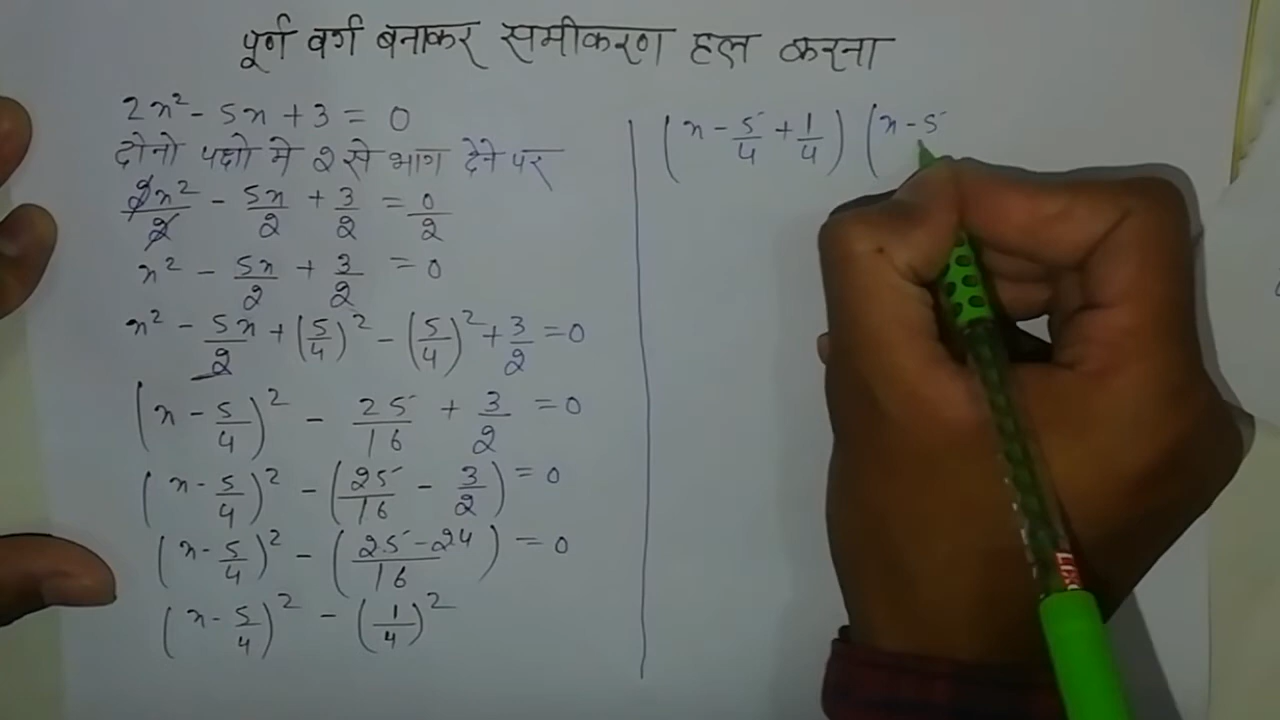 पूर्ण वर्ग बनाकर समीकरण हल करना
2x² - 5x + 3 = 0
दोनो पक्षो मे 2 से भाग देने पर
2x²/2 - 5x/2 + 3/2 = 0/2
x² - 5x/2 + 3/2 = 0
x² - 5x/2 + (5/4)² - (5/4)² + 3/2 = 0
(x - 5/4)² - 25/16 + 3/2 = 0
(x - 5/4)² - (25/16 - 3/2) = 0
(x - 5/4)² - (25-24/16) = 0
(x - 5/4)² - (1/4)²
(x - 5/4 + 1/4) (x - 5